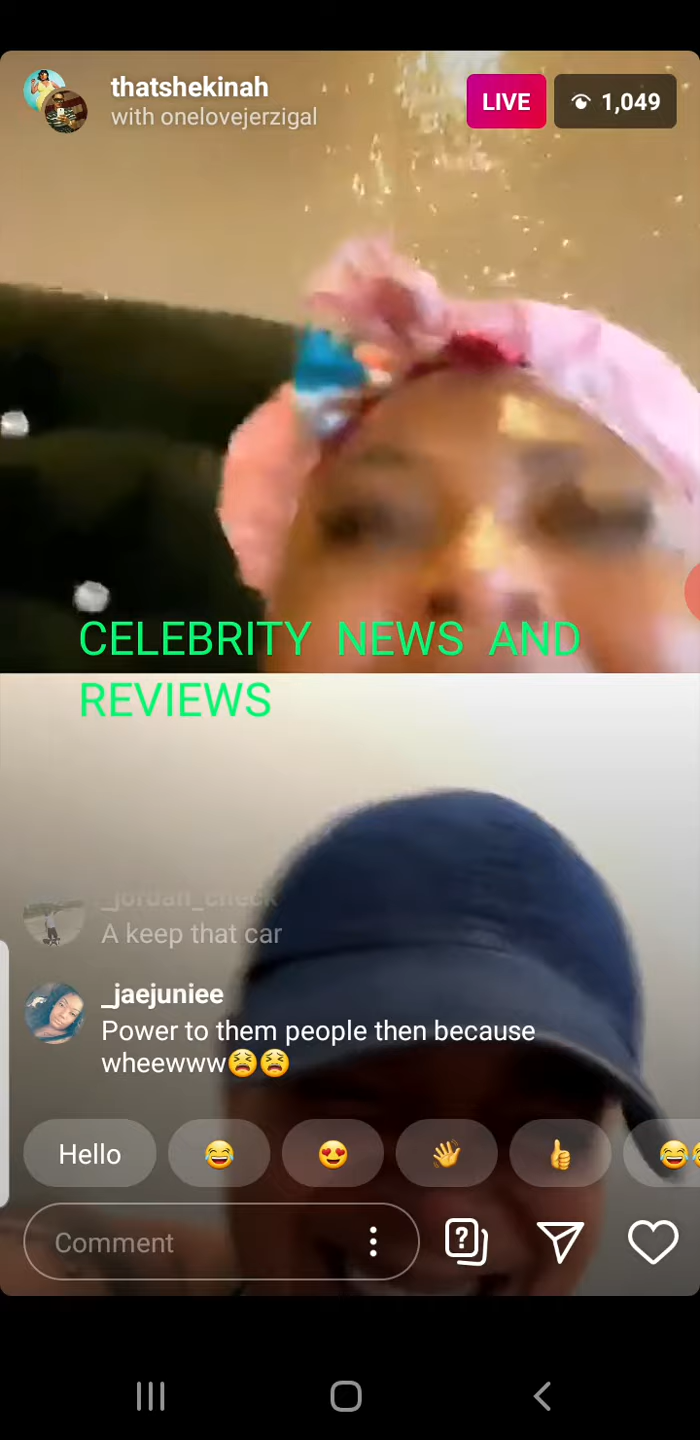 thatshekinah
with onelovejerzigal
LIVE
1,049
CELEBRITY NEWS AND
REVIEWS
_jordan_check
A keep that car
_jaejuniee
Power to them people then because
wheewww😫😫
Hello
Comment